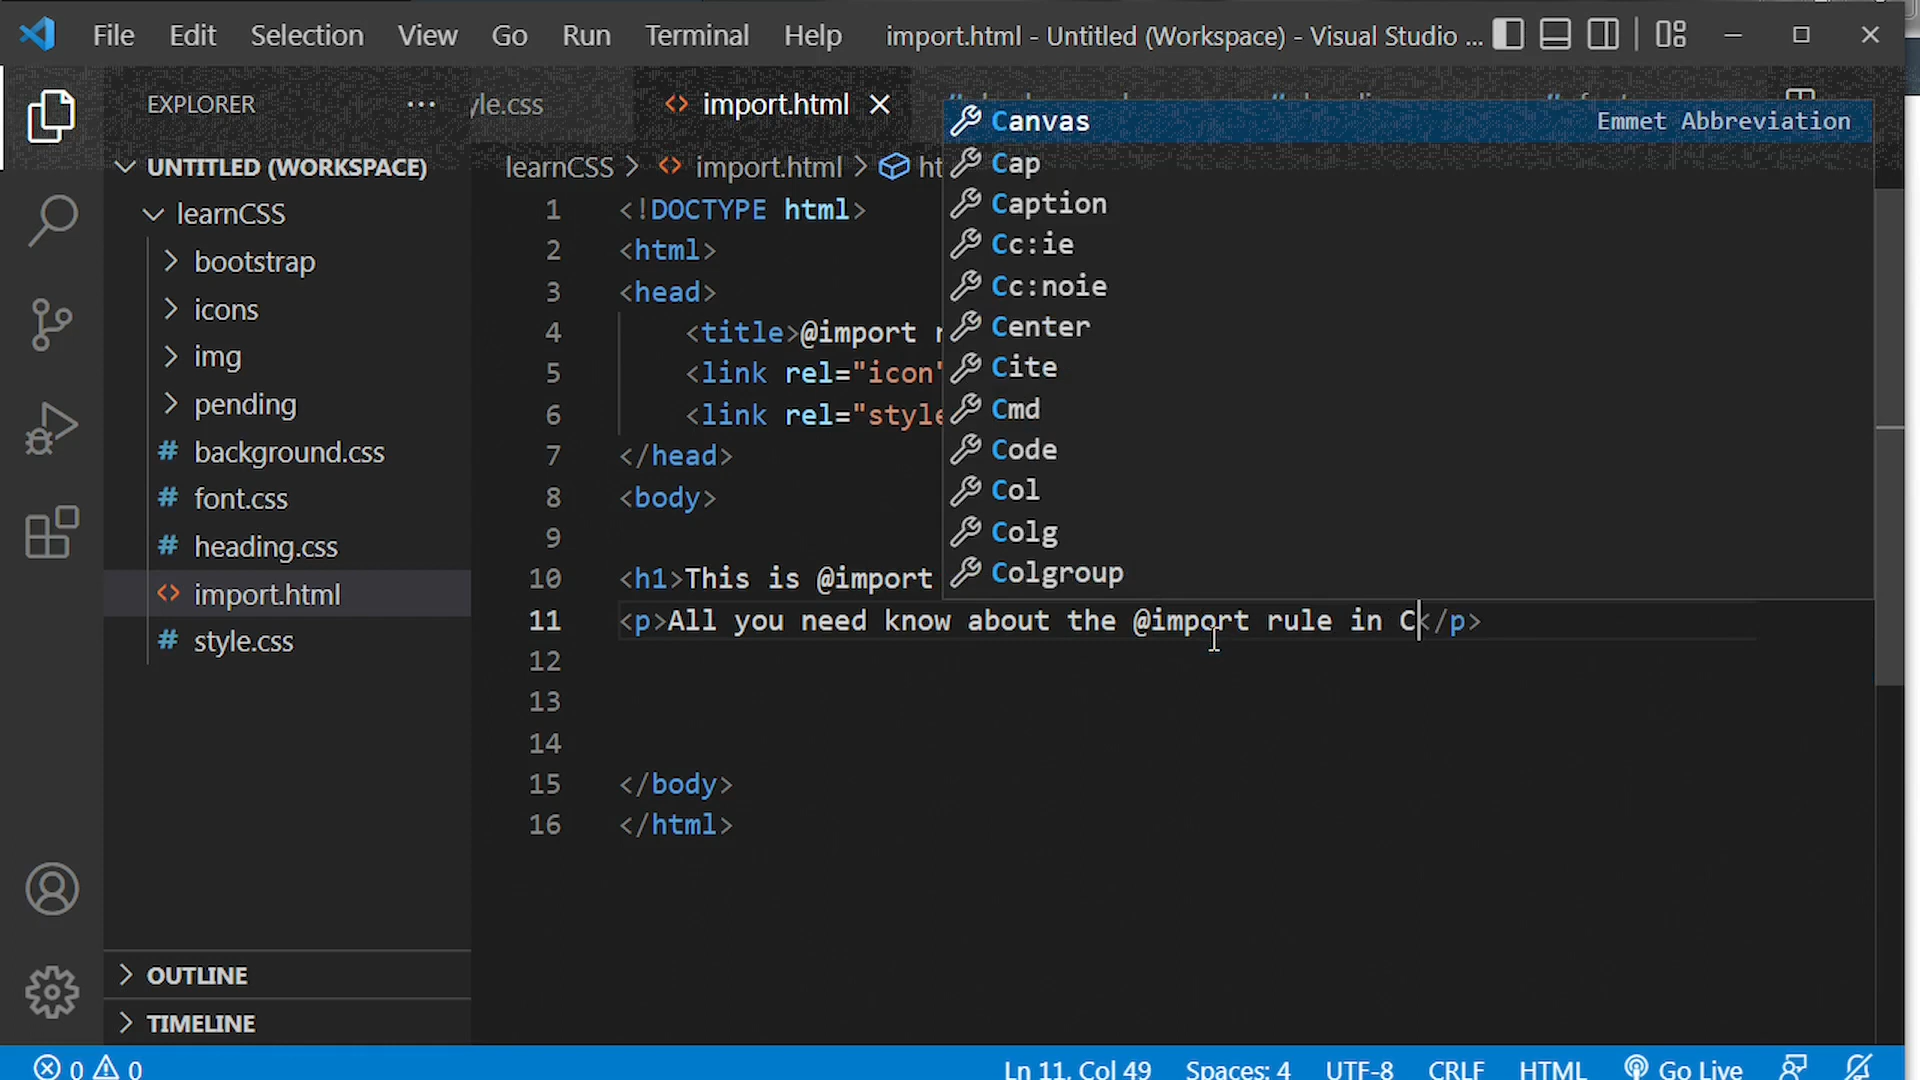 File Edit Selection View Go Run Terminal Help import.html - Untitled (Workspace) - Visual Studio ...
EXPLORER ...
yle.css
import.html
UNTITLED (WORKSPACE)
learnCSS
bootstrap
icons
img
pending
background.css
font.css
heading.css
import.html
style.css
OUTLINE
TIMELINE
learnCSS > import.html > ht
1 <!DOCTYPE html>
2 <html>
3 <head>
4 <title>@import r
5 <link rel="icon"
6 <link rel="style
7 </head>
8 <body>
9
10 <h1>This is @import
11 <p>All you need know about the @import rule in C</p>
12
13
14
15 </body>
16 </html>
Canvas Emmet Abbreviation
Cap
Caption
Cc:ie
Cc:noie
Center
Cite
Cmd
Code
Col
Colg
Colgroup
0 0 Ln 11, Col 49 Spaces: 4 UTF-8 CRLF HTML Go Live